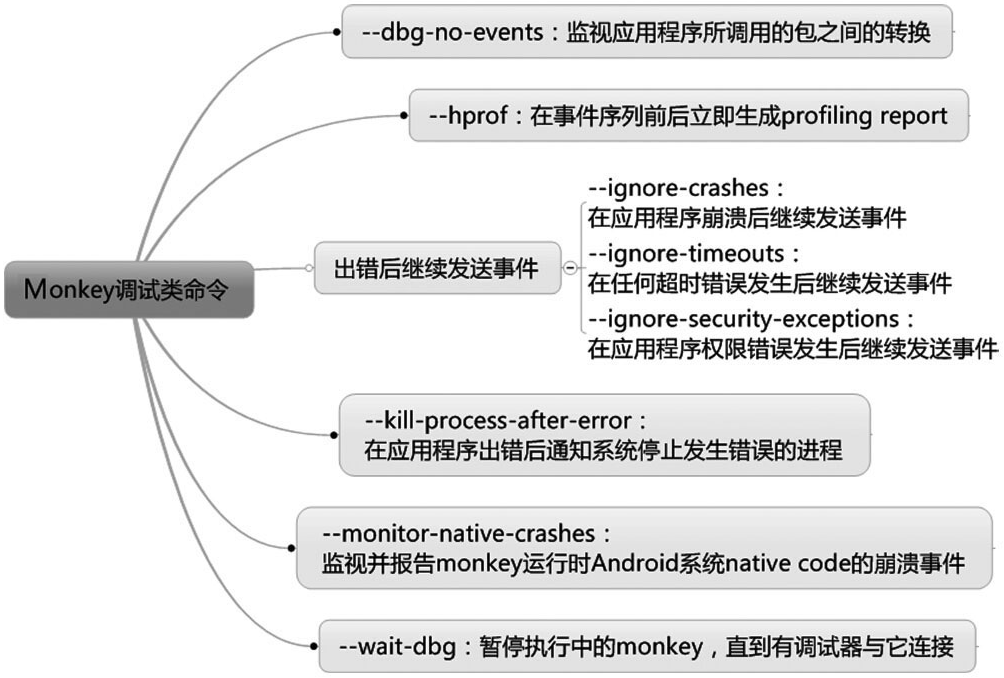 --dbg-no-events：监视应用程序所调用的包之间的转换
--hprof：在事件序列前后立即生成profiling report
--ignore-crashes：
在应用程序崩溃后继续发送事件
出错后继续发送事件
--ignore-timeouts：
在任何超时错误发生后继续发送事件
Monkey调试类命令
--ignore-security-exceptions：
在应用程序权限错误发生后继续发送事件
--kill-process-after-error：
在应用程序出错后通知系统停止发生错误的进程
--monitor-native-crashes：
监视并报告monkey运行时Android系统native code的崩溃事件
--wait-dbg：暂停执行中的monkey，直到有调试器与它连接